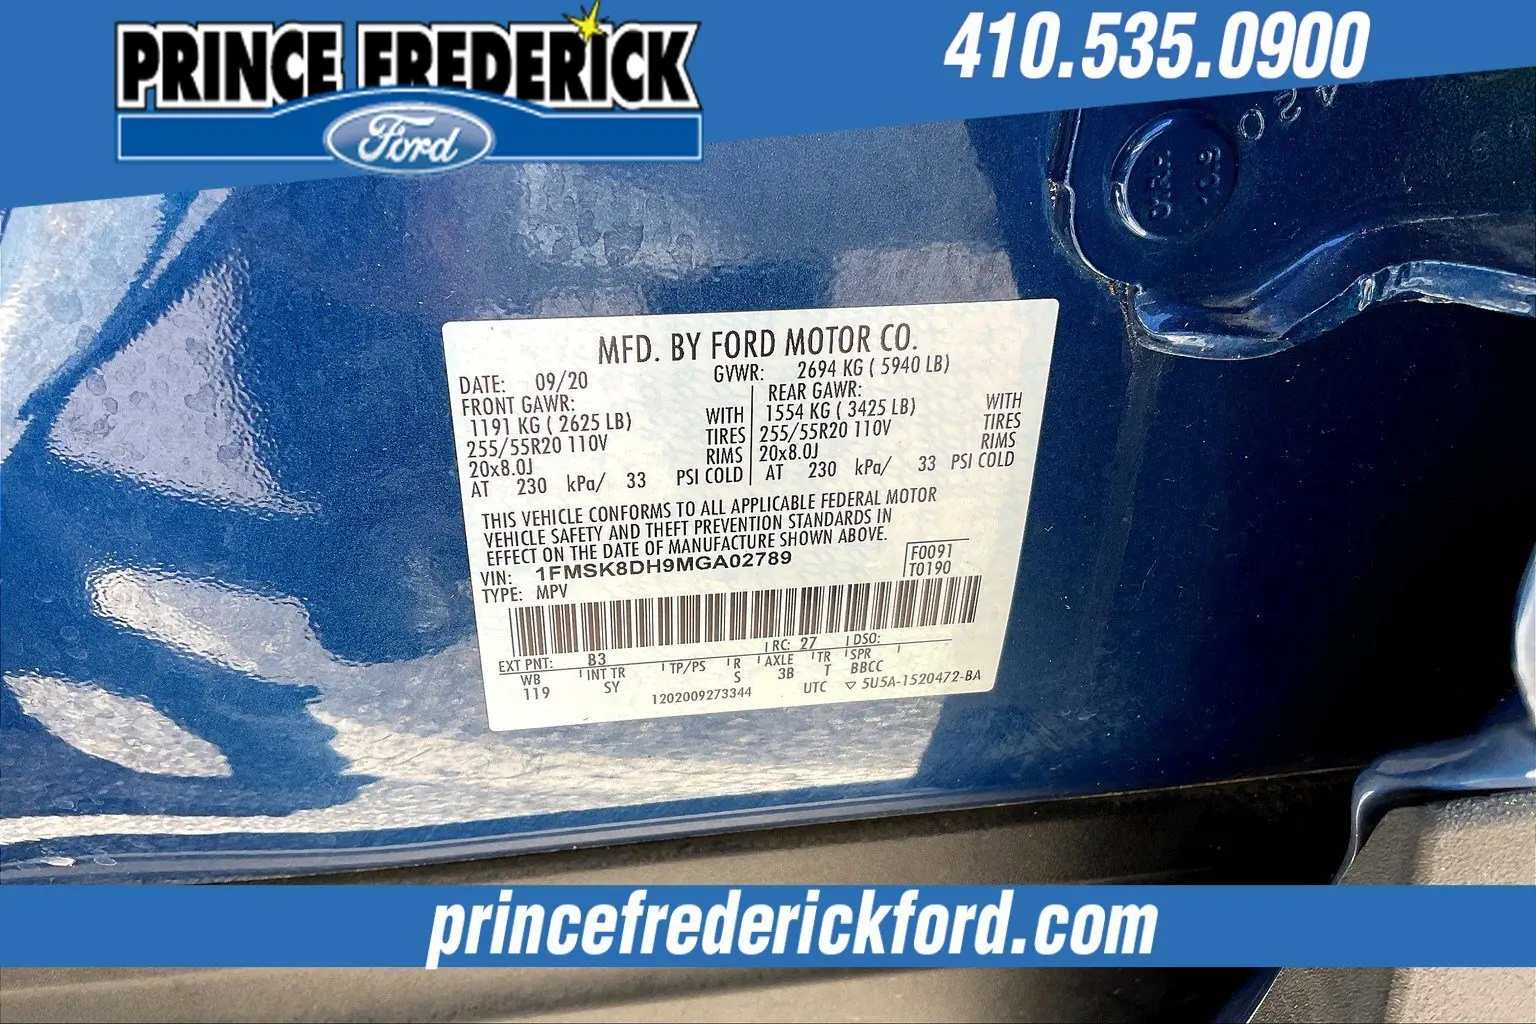 PRINCE FREDERICK
Ford
410.535.0900
MFD. BY FORD MOTOR CO.
DATE: 09/20 GVWR: 2694 KG ( 5940 LB)
FRONT GAWR: REAR GAWR:
1191 KG ( 2625 LB) WITH 1554 KG ( 3425 LB) WITH
255/55R20 110V TIRES 255/55R20 110V TIRES
20x8.0J RIMS 20x8.0J RIMS
AT 230 kPa/ 33 PSI COLD AT 230 kPa/ 33 PSI COLD
THIS VEHICLE CONFORMS TO ALL APPLICABLE FEDERAL MOTOR
VEHICLE SAFETY AND THEFT PREVENTION STANDARDS IN
EFFECT ON THE DATE OF MANUFACTURE SHOWN ABOVE.
VIN: 1FMSK8DH9MGA02789 F0091
TYPE: MPV T0190
EXT PNT: B3 RC: 27 DSO:
WB INT TR TP/PS R AXLE TR SPR
119 SY S 3B T BBCC
1202009273344 UTC ▽ 5U5A-1520472-BA
princefrederickford.com